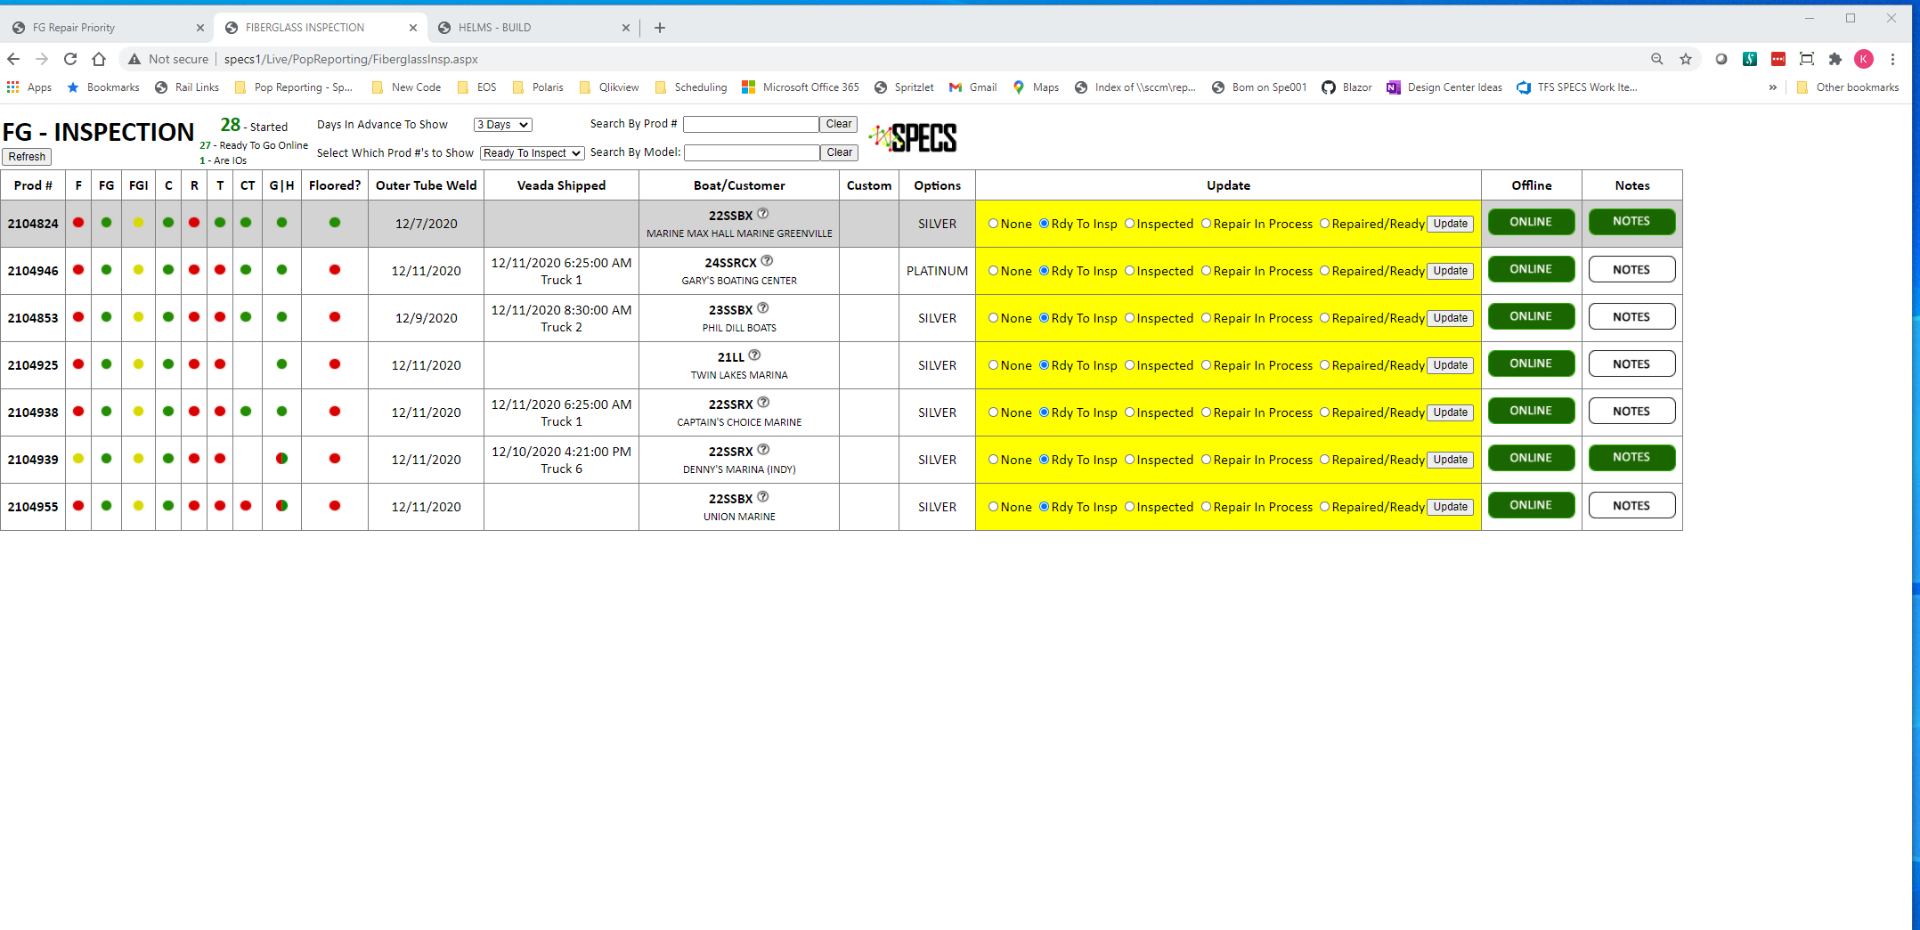 FG Repair Priority
FIBERGLASS INSPECTION
HELMS - BUILD
Not secure | specs1/Live/PopReporting/FiberglassInsp.aspx
K
Apps Bookmarks Rail Links Pop Reporting - Sp... New Code EOS Polaris Qlikview Scheduling Microsoft Office 365 Spritzlet Gmail Maps Index of \\sccm\rep... Bom on Spe001 Blazor Design Center Ideas TFS SPECS Work Ite... » Other bookmarks
FG - INSPECTION
Refresh
28 - Started
27 - Ready To Go Online
1 - Are IOs
Days In Advance To Show 3 Days
Select Which Prod #'s to Show Ready To Inspect
Search By Prod # Clear
Search By Model: Clear
SPECS
Prod # F FG FGI C R T CT G|H Floored? Outer Tube Weld Veada Shipped Boat/Customer Custom Options Update Offline Notes
2104824 12/7/2020 22SSBX SILVER None Rdy To Insp Inspected Repair In Process Repaired/Ready Update ONLINE NOTES
MARINE MAX HALL MARINE GREENVILLE
2104946 12/11/2020 12/11/2020 6:25:00 AM 24SSRCX PLATINUM None Rdy To Insp Inspected Repair In Process Repaired/Ready Update ONLINE NOTES
Truck 1 GARY'S BOATING CENTER
2104853 12/9/2020 12/11/2020 8:30:00 AM 23SSBX SILVER None Rdy To Insp Inspected Repair In Process Repaired/Ready Update ONLINE NOTES
Truck 2 PHIL DILL BOATS
2104925 12/11/2020 21LL SILVER None Rdy To Insp Inspected Repair In Process Repaired/Ready Update ONLINE NOTES
TWIN LAKES MARINA
2104938 12/11/2020 12/11/2020 6:25:00 AM 22SSRX SILVER None Rdy To Insp Inspected Repair In Process Repaired/Ready Update ONLINE NOTES
Truck 1 CAPTAIN'S CHOICE MARINE
2104939 12/11/2020 12/10/2020 4:21:00 PM 22SSRX SILVER None Rdy To Insp Inspected Repair In Process Repaired/Ready Update ONLINE NOTES
Truck 6 DENNY'S MARINA (INDY)
2104955 12/11/2020 22SSBX SILVER None Rdy To Insp Inspected Repair In Process Repaired/Ready Update ONLINE NOTES
UNION MARINE